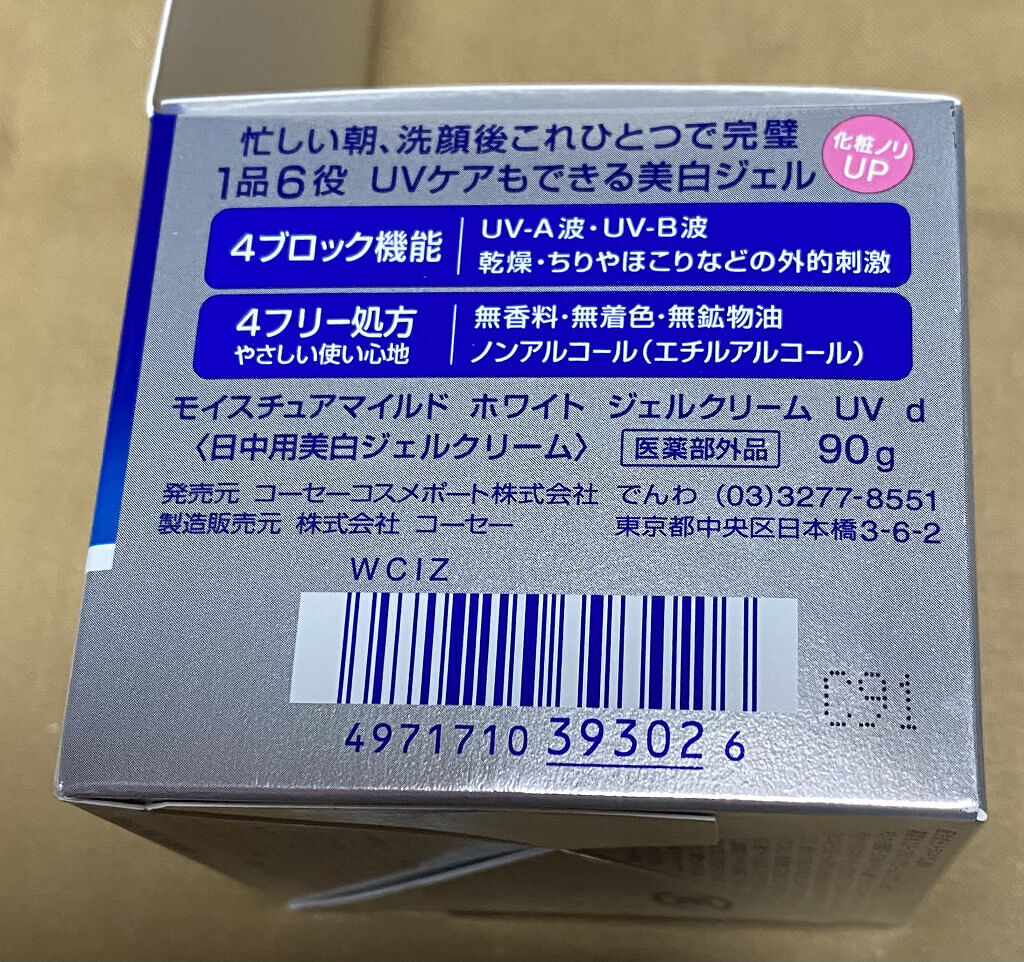 忙しい朝、洗顔後これひとつで完璧
1品6役 UVケアもできる美白ジェル
化粧ノリ
UP
4ブロック機能
UV-A波・UV-B波
乾燥・ちりやほこりなどの外的刺激
4フリー処方
やさしい使い心地
無香料・無着色・無鉱物油
ノンアルコール(エチルアルコール)
モイスチュアマイルド ホワイト ジェルクリーム UV d
〈日中用美白ジェルクリーム〉 医薬部外品 90g
発売元 コーセーコスメポート株式会社 でんわ (03)3277-8551
製造販売元 株式会社 コーセー 東京都中央区日本橋3-6-2
WCIZ
4971710 39302 6
C91